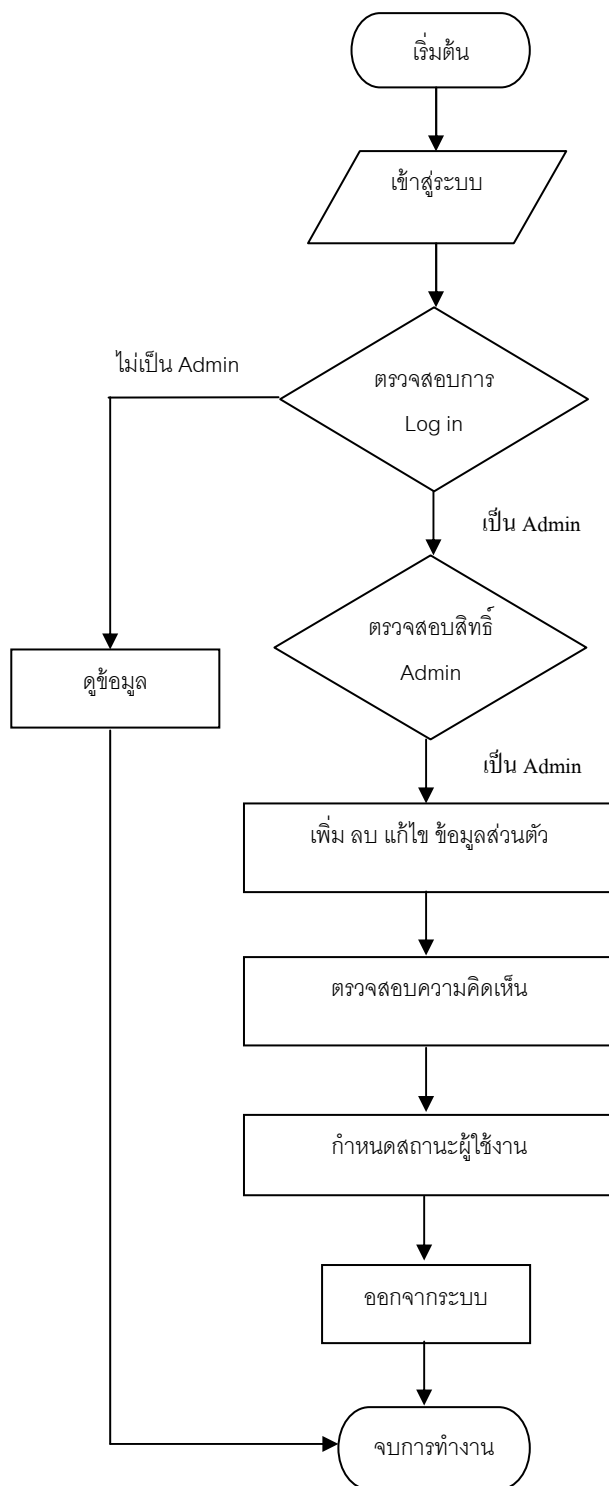 เริ่มต้น
เข้าสู่ระบบ
ไม่เป็น Admin
ตรวจสอบการ
Log in
เป็น Admin
ตรวจสอบสิทธิ์
Admin
ดูข้อมูล
เป็น Admin
เพิ่ม ลบ แก้ไข ข้อมูลส่วนตัว
ตรวจสอบความคิดเห็น
กำหนดสถานะผู้ใช้งาน
ออกจากระบบ
จบการทำงาน